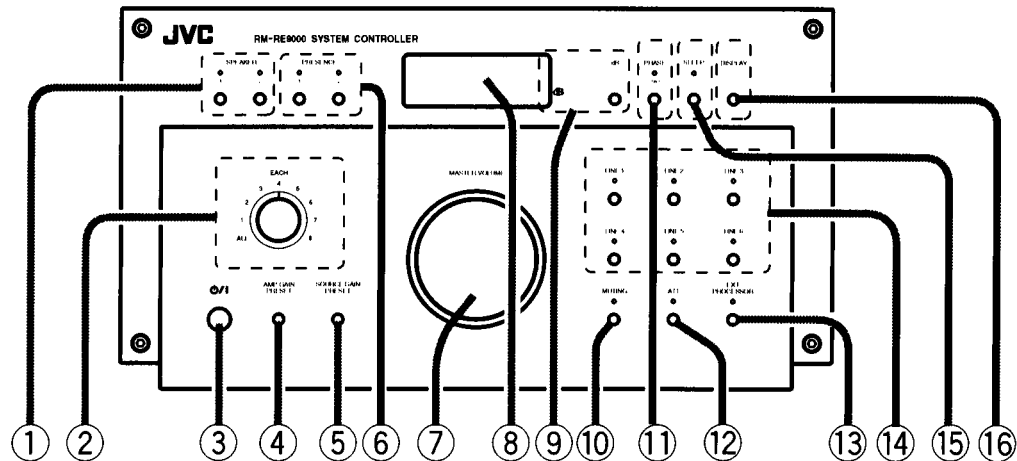 JVC RM-RE9000 SYSTEM CONTROLLER
SPEAKER PRESENCE dB PHASE SLEEP DISPLAY
EACH
ALL 1 2 3 4 5 6 7 8
MASTER VOLUME
LINE 1 LINE 2 LINE 3
LINE 4 LINE 5 LINE 6
⏻/I AMP GAIN PRESET SOURCE GAIN PRESET
MUTING ATT EXT PROCESSOR
① ② ③ ④ ⑤ ⑥ ⑦ ⑧ ⑨ ⑩ ⑪ ⑫ ⑬ ⑭ ⑮ ⑯